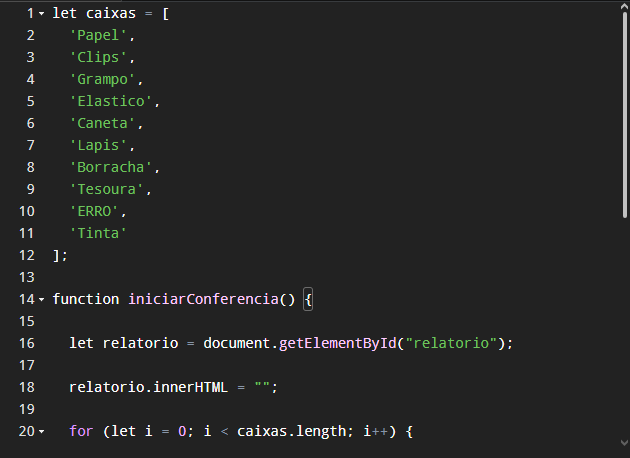 1 let caixas = [
2 'Papel',
3 'Clips',
4 'Grampo',
5 'Elastico',
6 'Caneta',
7 'Lapis',
8 'Borracha',
9 'Tesoura',
10 'ERRO',
11 'Tinta'
12 ];
13
14 function iniciarConferencia() {
15
16 let relatorio = document.getElementById("relatorio");
17
18 relatorio.innerHTML = "";
19
20 for (let i = 0; i < caixas.length; i++) {